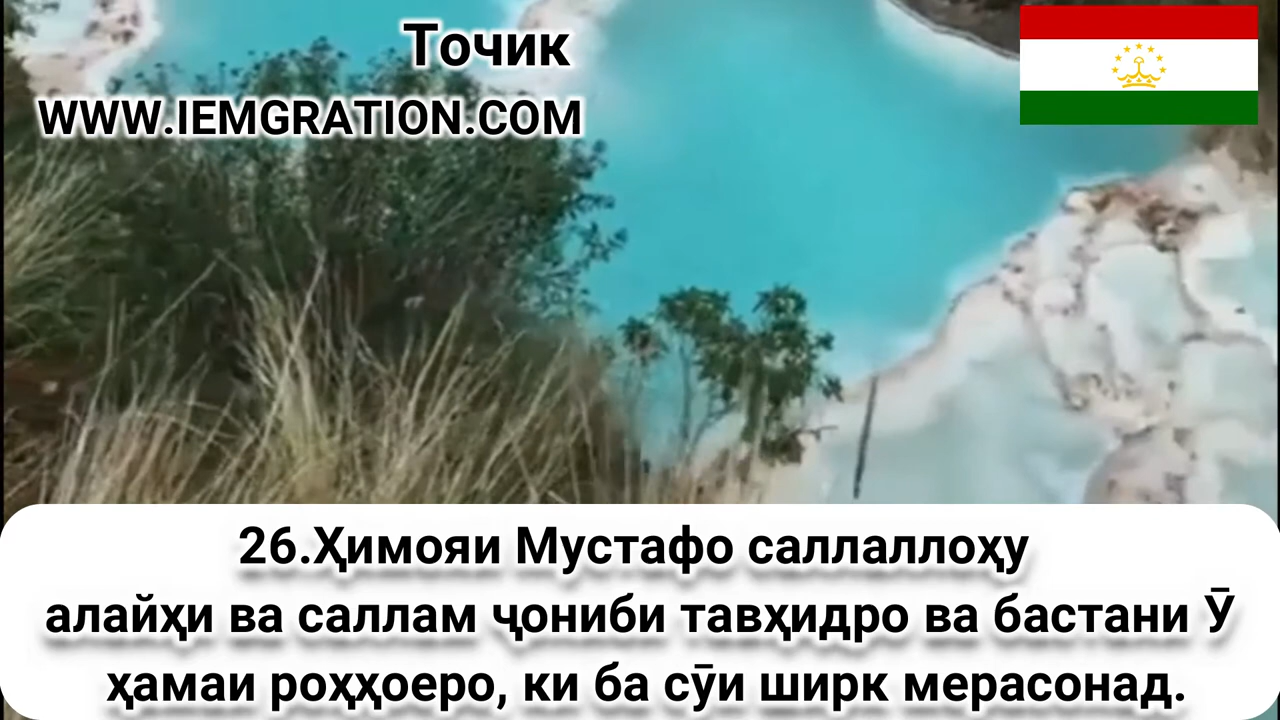 Точик
WWW.IEMGRATION.COM
26.Ҳимояи Мустафо саллаллоҳу
алайҳи ва саллам ҷониби тавҳидро ва бастани Ӯ
ҳамаи роҳҳоеро, ки ба сӯи ширк мерасонад.